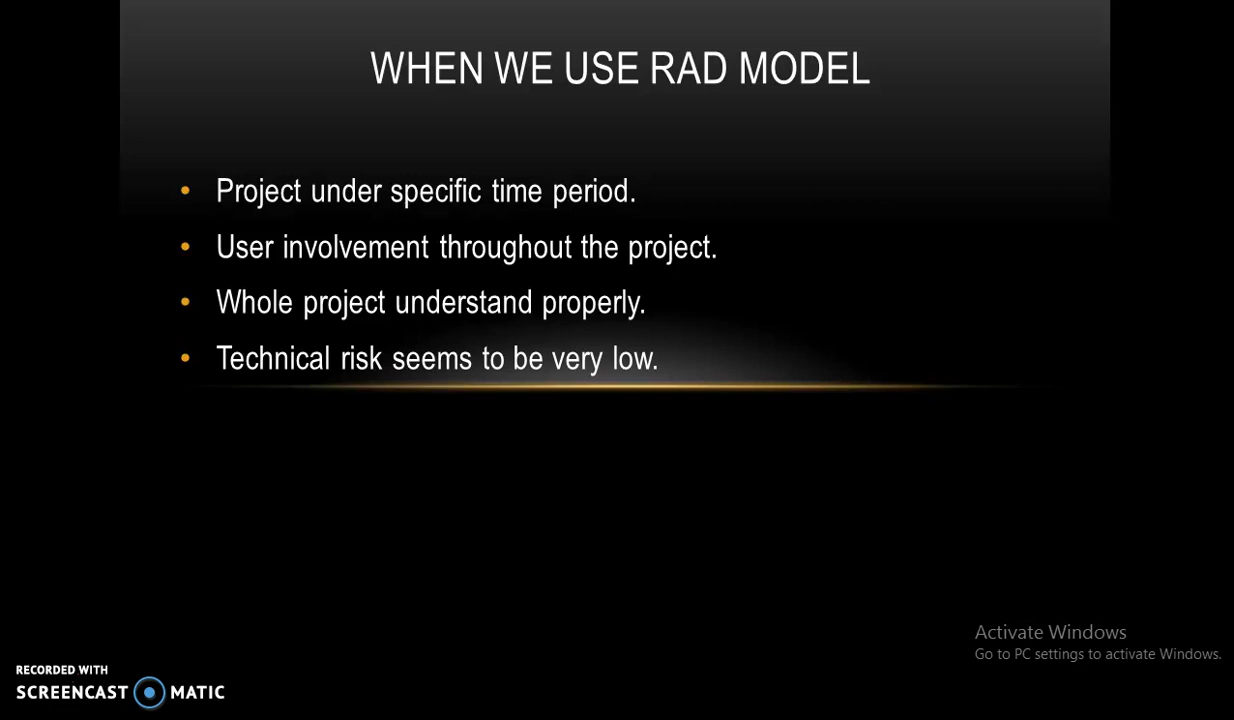 WHEN WE USE RAD MODEL
• Project under specific time period.
• User involvement throughout the project.
• Whole project understand properly.
• Technical risk seems to be very low.
Activate Windows
Go to PC settings to activate Windows.
RECORDED WITH
SCREENCAST MATIC